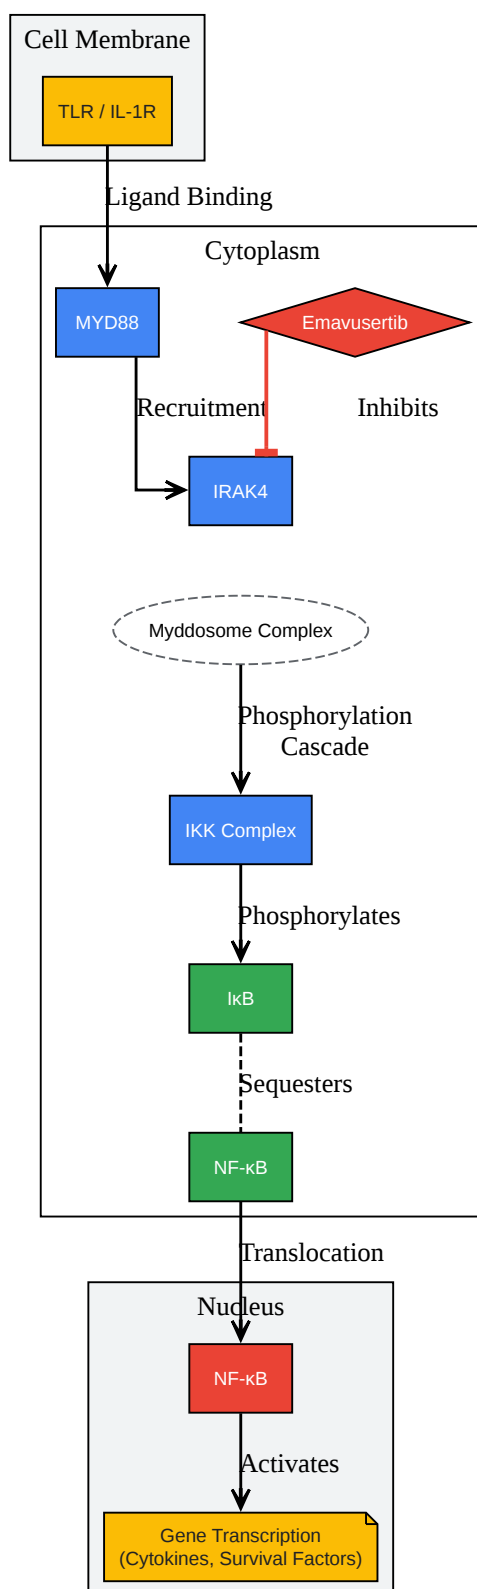 Cell Membrane
TLR / IL-1R
Ligand Binding
Cytoplasm
MYD88
Emavusertib
Recruitment
Inhibits
IRAK4
Myddosome Complex
Phosphorylation
Cascade
IKK Complex
Phosphorylates
IκB
Sequesters
NF-κB
Translocation
Nucleus
NF-κB
Activates
Gene Transcription
(Cytokines, Survival Factors)